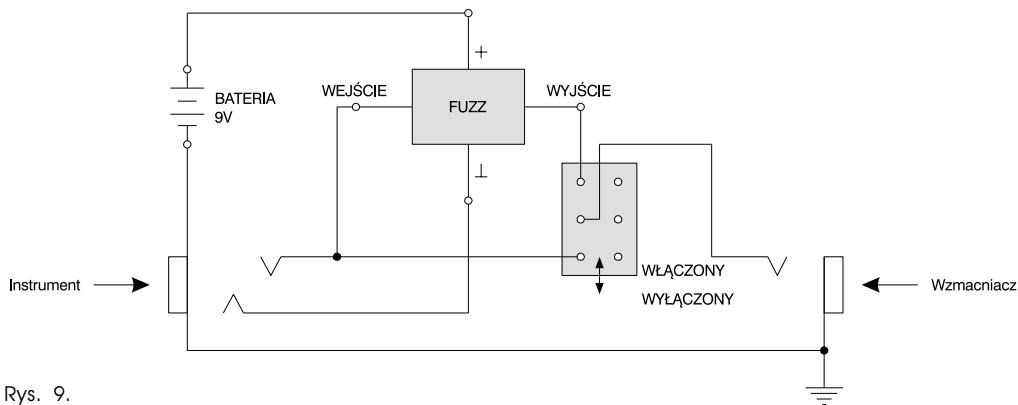 +
WEJŚCIE
WYJŚCIE
BATERIA
9V
FUZZ
⊥
WŁĄCZONY
Instrument
WYŁĄCZONY
Wzmacniacz
Rys. 9.